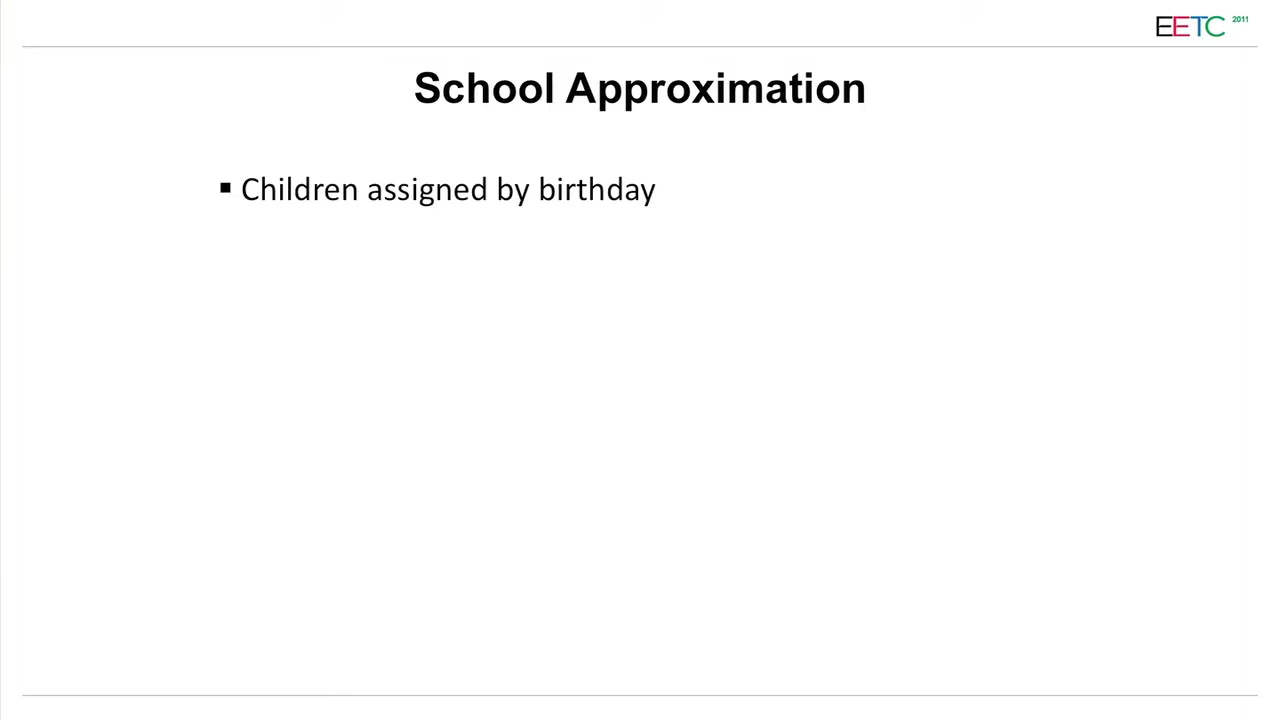 EETC 2011
School Approximation
▪ Children assigned by birthday